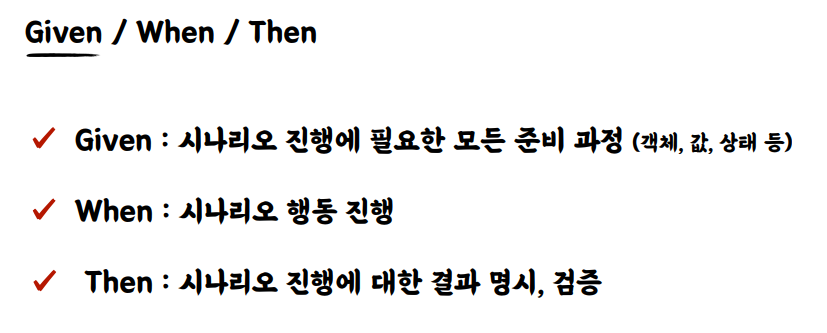 Given / When / Then
Given : 시나리오 진행에 필요한 모든 준비 과정 (객체, 값, 상태 등)
When : 시나리오 행동 진행
Then : 시나리오 진행에 대한 결과 명시, 검증